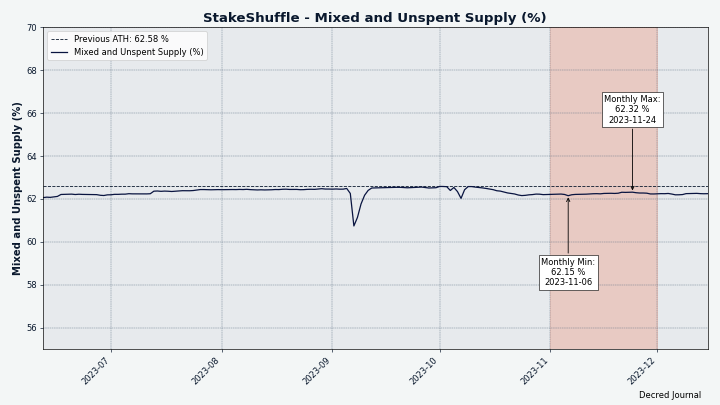 StakeShuffle - Mixed and Unspent Supply (%)
Previous ATH: 62.58 %
Mixed and Unspent Supply (%)
Mixed and Unspent Supply (%)
70
68
66
64
62
60
58
56
Monthly Max:
62.32 %
2023-11-24
Monthly Min:
62.15 %
2023-11-06
2023-07
2023-08
2023-09
2023-10
2023-11
2023-12
Decred Journal